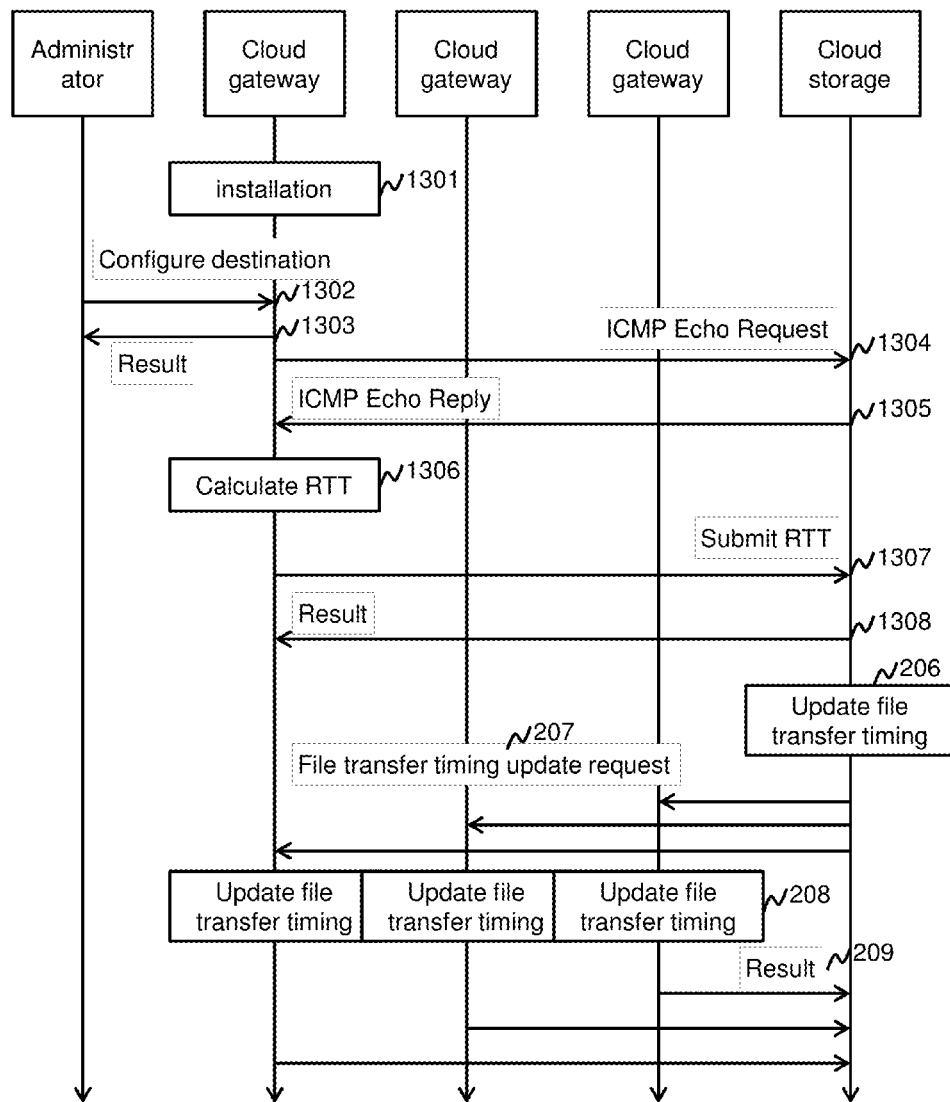 Administr
ator
Cloud
gateway
Cloud
gateway
Cloud
gateway
Cloud
storage
installation
1301
Configure destination
1302
1303
Result
ICMP Echo Request
1304
ICMP Echo Reply
1305
Calculate RTT
1306
Submit RTT
1307
Result
1308
206
Update file
transfer timing
207
File transfer timing update request
Update file
transfer timing
Update file
transfer timing
Update file
transfer timing
208
Result
209